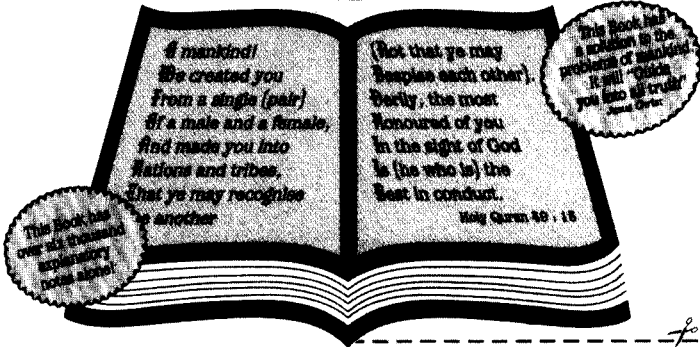 O mankind!
We created you
From a single (pair)
Of a male and a female,
And made you into
Nations and tribes,
That ye may recognise
one another
(Not that ye may
Despise each other).
Verily, the most
Honoured of you
In the sight of God
Is (he who is) the
Best in conduct.
Holy Quran 49 : 13
This Book has
a solution to the
problems of mankind -
It will "Guide
you into all truth"
Jesus Christ
This Book has
over six thousand
explanatory
notes alone!